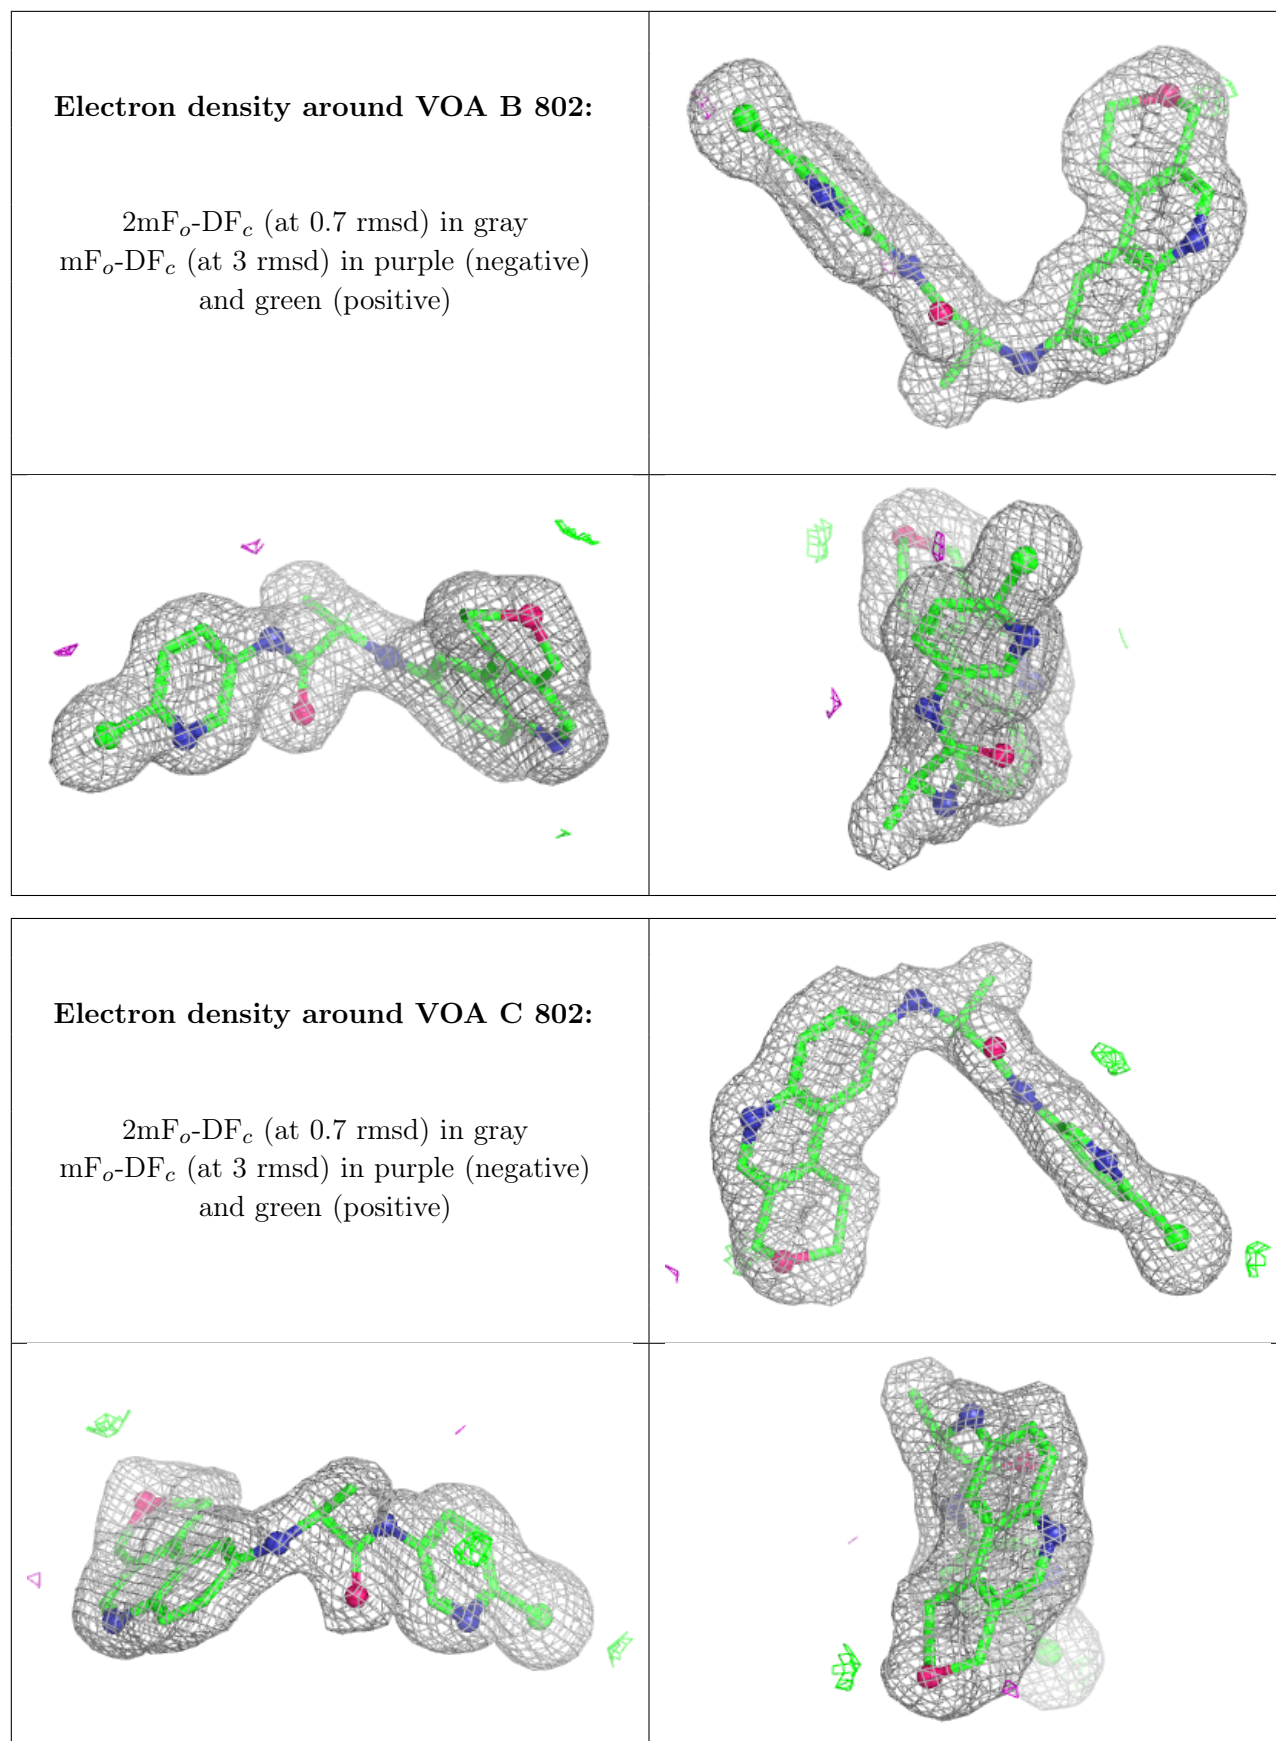 Electron density around VOA B 802:
2mFo-DFc (at 0.7 rmsd) in gray
mFo-DFc (at 3 rmsd) in purple (negative)
and green (positive)
Electron density around VOA C 802:
2mFo-DFc (at 0.7 rmsd) in gray
mFo-DFc (at 3 rmsd) in purple (negative)
and green (positive)